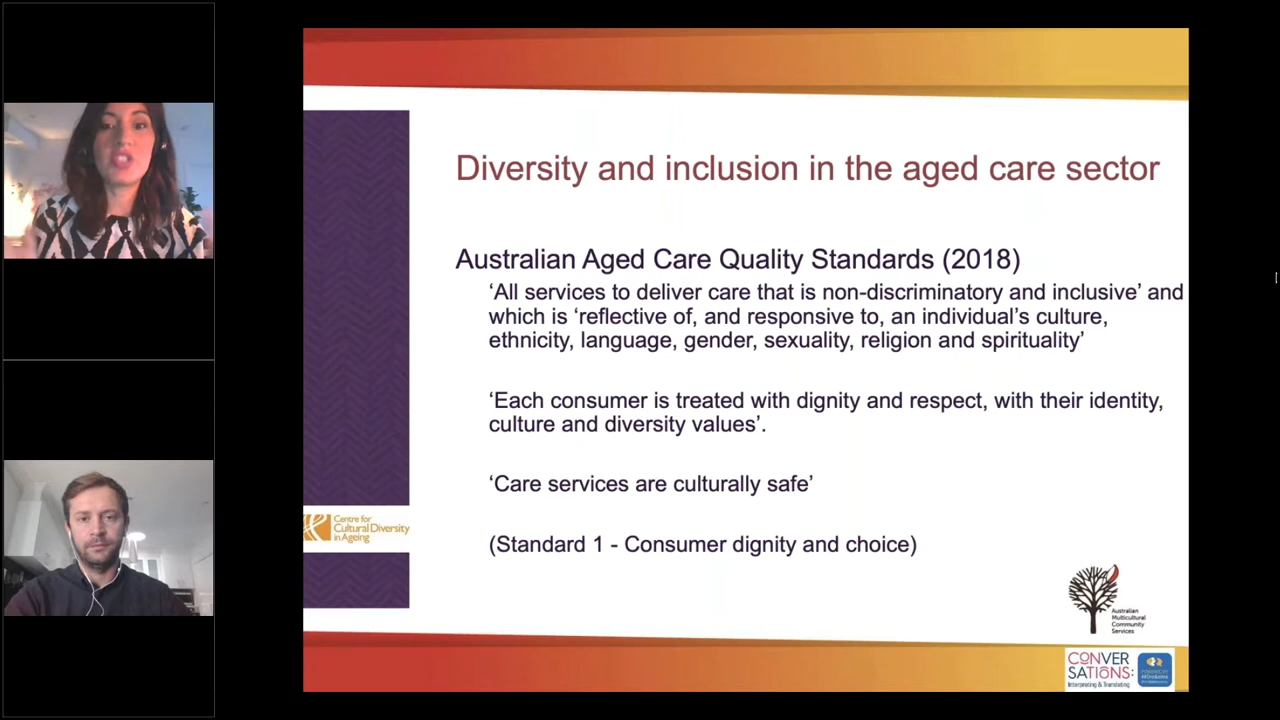 Diversity and inclusion in the aged care sector
Australian Aged Care Quality Standards (2018)
‘All services to deliver care that is non-discriminatory and inclusive’ and
which is ‘reflective of, and responsive to, an individual’s culture,
ethnicity, language, gender, sexuality, religion and spirituality’
‘Each consumer is treated with dignity and respect, with their identity,
culture and diversity values’.
‘Care services are culturally safe’
(Standard 1 - Consumer dignity and choice)
Centre for
Cultural Diversity
in Ageing
Australian
Multicultural
Community
Services
CONVER
SATIONS:
Interpreting & Translating